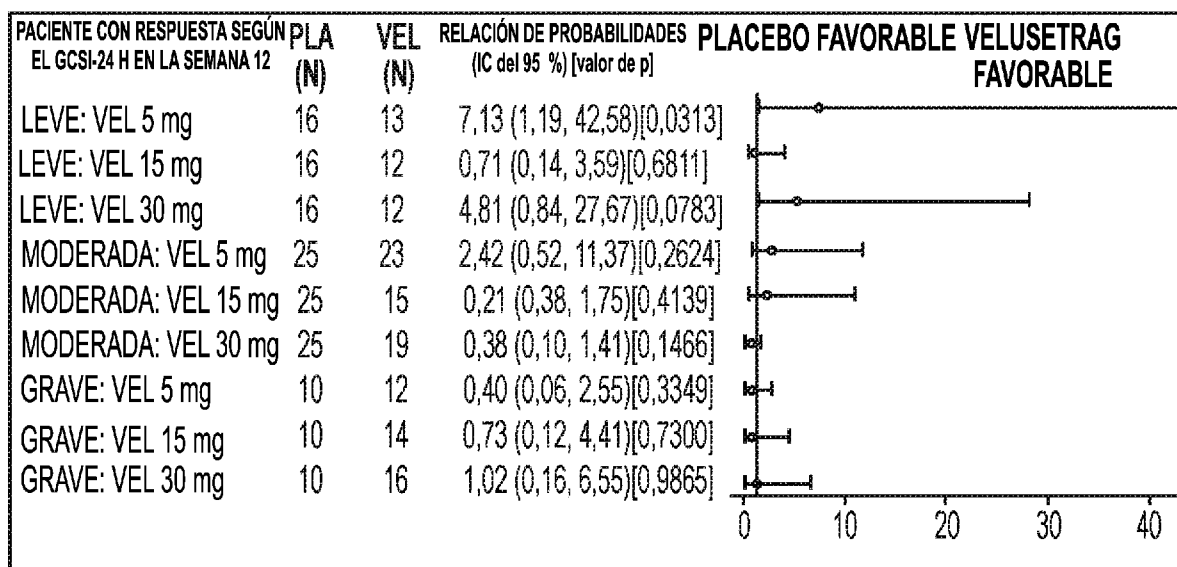 PACIENTE CON RESPUESTA SEGÚN EL GCSI-24 H EN LA SEMANA 12 PLA (N) VEL (N) RELACIÓN DE PROBABILIDADES (IC del 95 %) [valor de p] PLACEBO FAVORABLE VELUSETRAG FAVORABLE
LEVE: VEL 5 mg 16 13 7,13 (1,19, 42,58)[0,0313]
LEVE: VEL 15 mg 16 12 0,71 (0,14, 3,59)[0,6811]
LEVE: VEL 30 mg 16 12 4,81 (0,84, 27,67)[0,0783]
MODERADA: VEL 5 mg 25 23 2,42 (0,52, 11,37)[0,2624]
MODERADA: VEL 15 mg 25 15 0,21 (0,38, 1,75)[0,4139]
MODERADA: VEL 30 mg 25 19 0,38 (0,10, 1,41)[0,1466]
GRAVE: VEL 5 mg 10 12 0,40 (0,06, 2,55)[0,3349]
GRAVE: VEL 15 mg 10 14 0,73 (0,12, 4,41)[0,7300]
GRAVE: VEL 30 mg 10 16 1,02 (0,16, 6,55)[0,9865]
0 10 20 30 40